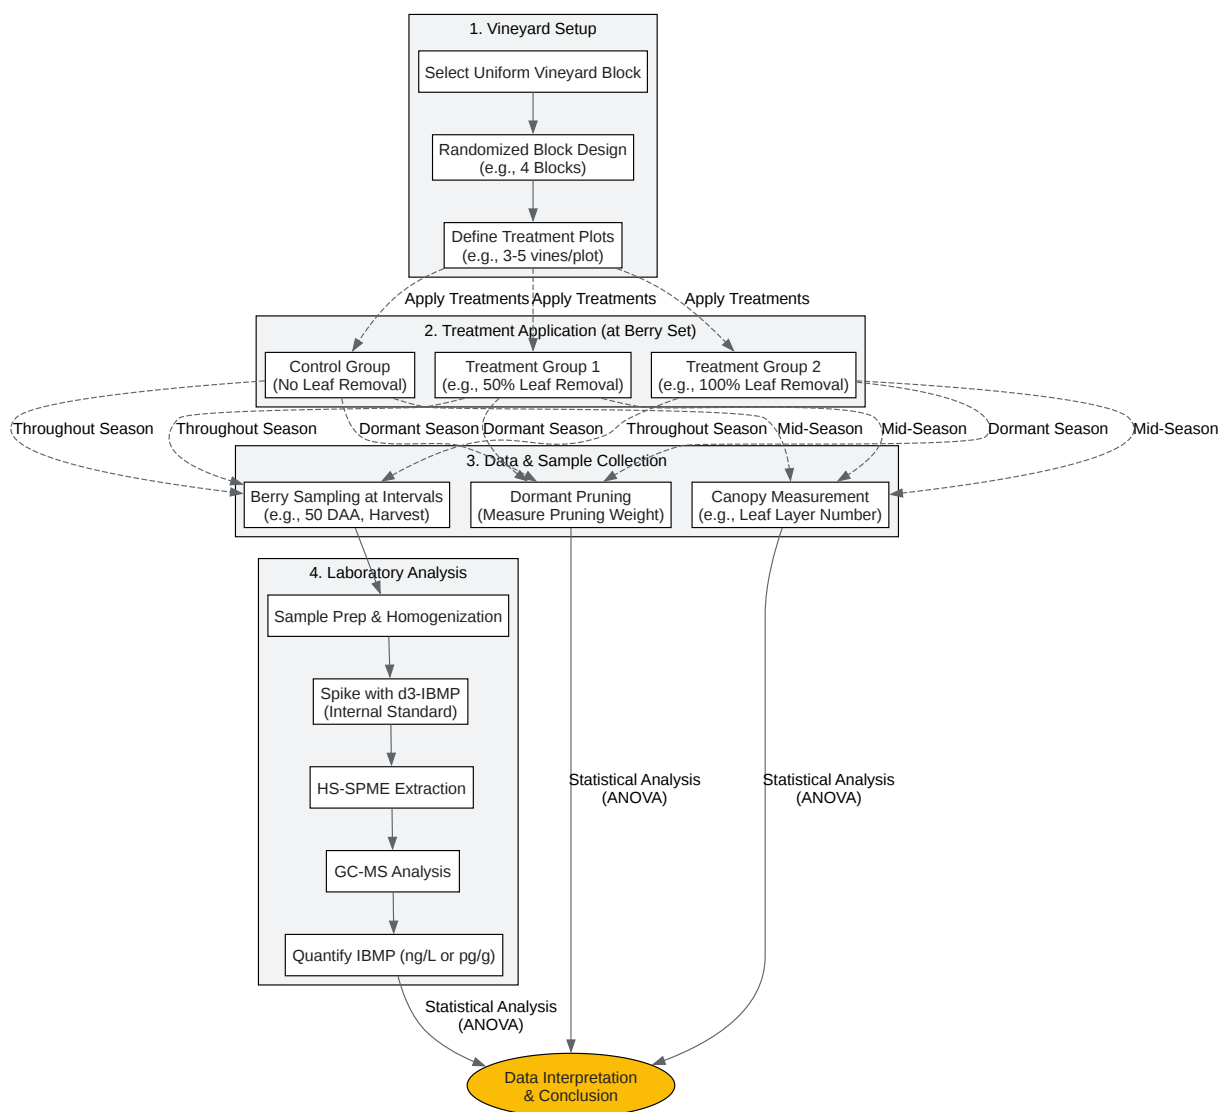 1. Vineyard Setup
Select Uniform Vineyard Block
Randomized Block Design
(e.g., 4 Blocks)
Define Treatment Plots
(e.g., 3-5 vines/plot)
Apply Treatments
Apply Treatments
Apply Treatments
2. Treatment Application (at Berry Set)
Control Group
(No Leaf Removal)
Treatment Group 1
(e.g., 50% Leaf Removal)
Treatment Group 2
(e.g., 100% Leaf Removal)
Throughout Season
Throughout Season
Dormant Season
Dormant Season
Throughout Season
Mid-Season
Mid-Season
Dormant Season
Mid-Season
3. Data & Sample Collection
Berry Sampling at Intervals
(e.g., 50 DAA, Harvest)
Dormant Pruning
(Measure Pruning Weight)
Canopy Measurement
(e.g., Leaf Layer Number)
4. Laboratory Analysis
Sample Prep & Homogenization
Spike with d3-IBMP
(Internal Standard)
HS-SPME Extraction
Statistical Analysis
(ANOVA)
Statistical Analysis
(ANOVA)
GC-MS Analysis
Quantify IBMP (ng/L or pg/g)
Statistical Analysis
(ANOVA)
Data Interpretation
& Conclusion